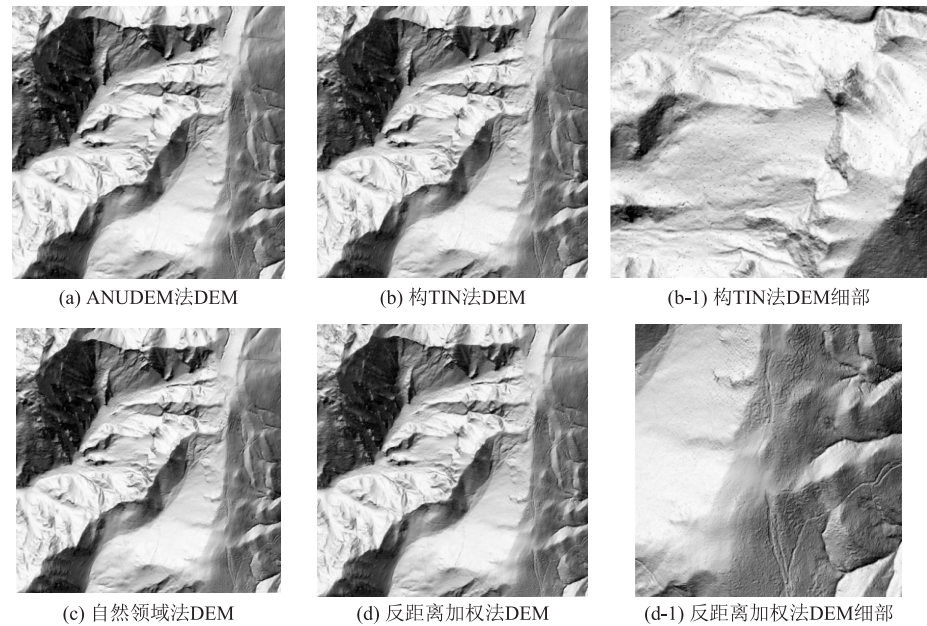 (a) ANUDEM法DEM
(b) 构TIN法DEM
(b-1) 构TIN法DEM细部
(c) 自然领域法DEM
(d) 反距离加权法DEM
(d-1) 反距离加权法DEM细部